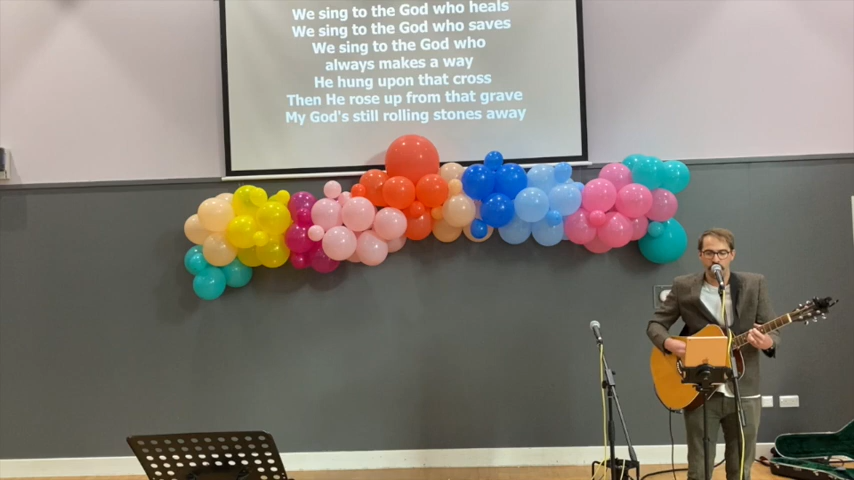 We sing to the God who heals
We sing to the God who saves
We sing to the God who
always makes a way
He hung upon that cross
Then He rose up from that grave
My God's still rolling stones away